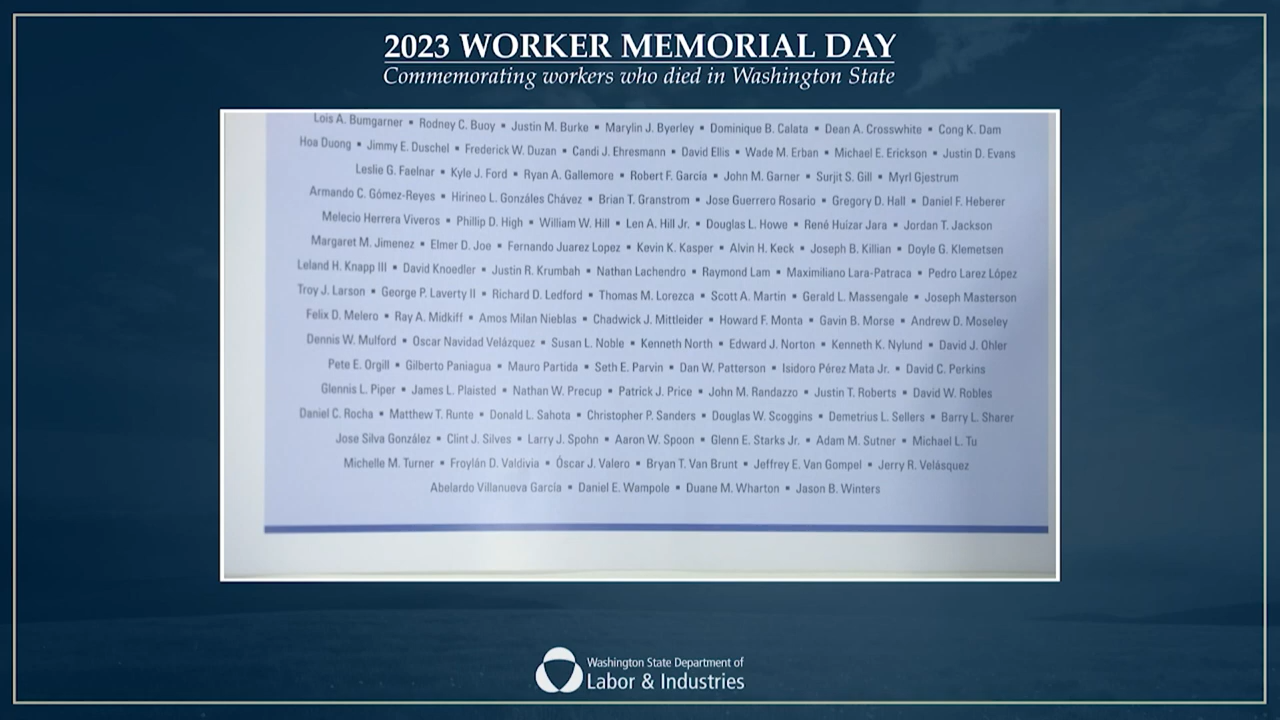 2023 WORKER MEMORIAL DAY
Commemorating workers who died in Washington State
Lois A. Bumgarner ▪ Rodney C. Buoy ▪ Justin M. Burke ▪ Marylin J. Byerley ▪ Dominique B. Calata ▪ Dean A. Crosswhite ▪ Cong K. Dam
Hoa Duong ▪ Jimmy E. Duschel ▪ Frederick W. Duzan ▪ Candi J. Ehresmann ▪ David Ellis ▪ Wade M. Erban ▪ Michael E. Erickson ▪ Justin D. Evans
Leslie G. Faelnar ▪ Kyle J. Ford ▪ Ryan A. Gallemore ▪ Robert F. Garcia ▪ John M. Garner ▪ Surjit S. Gill ▪ Myrl Gjestrum
Armando C. Gómez-Reyes ▪ Hirineo L. Gonzáles Chávez ▪ Brian T. Granstrom ▪ Jose Guerrero Rosario ▪ Gregory D. Hall ▪ Daniel F. Heberer
Melecio Herrera Viveros ▪ Phillip D. High ▪ William W. Hill ▪ Len A. Hill Jr. ▪ Douglas L. Howe ▪ René Huízar Jara ▪ Jordan T. Jackson
Margaret M. Jimenez ▪ Elmer D. Joe ▪ Fernando Juarez Lopez ▪ Kevin K. Kasper ▪ Alvin H. Keck ▪ Joseph B. Killian ▪ Doyle G. Klemetsen
Leland H. Knapp III ▪ David Knoedler ▪ Justin R. Krumbah ▪ Nathan Lachendro ▪ Raymond Lam ▪ Maximiliano Lara-Patraca ▪ Pedro Larez López
Troy J. Larson ▪ George P. Laverty II ▪ Richard D. Ledford ▪ Thomas M. Lorezca ▪ Scott A. Martin ▪ Gerald L. Massengale ▪ Joseph Masterson
Felix D. Melero ▪ Ray A. Midkiff ▪ Amos Milan Nieblas ▪ Chadwick J. Mittleider ▪ Howard F. Monta ▪ Gavin B. Morse ▪ Andrew D. Moseley
Dennis W. Mulford ▪ Oscar Navidad Velázquez ▪ Susan L. Noble ▪ Kenneth North ▪ Edward J. Norton ▪ Kenneth K. Nylund ▪ David J. Ohler
Pete E. Orgill ▪ Gilberto Paniagua ▪ Mauro Partida ▪ Seth E. Parvin ▪ Dan W. Patterson ▪ Isidoro Pérez Mata Jr. ▪ David C. Perkins
Glennis L. Piper ▪ James L. Plaisted ▪ Nathan W. Precup ▪ Patrick J. Price ▪ John M. Randazzo ▪ Justin T. Roberts ▪ David W. Robles
Daniel C. Rocha ▪ Matthew T. Runte ▪ Donald L. Sahota ▪ Christopher P. Sanders ▪ Douglas W. Scoggins ▪ Demetrius L. Sellers ▪ Barry L. Sharer
Jose Silva González ▪ Clint J. Silves ▪ Larry J. Spohn ▪ Aaron W. Spoon ▪ Glenn E. Starks Jr. ▪ Adam M. Sutner ▪ Michael L. Tu
Michelle M. Turner ▪ Froylán D. Valdivia ▪ Óscar J. Valero ▪ Bryan T. Van Brunt ▪ Jeffrey E. Van Gompel ▪ Jerry R. Velásquez
Abelardo Villanueva García ▪ Daniel E. Wampole ▪ Duane M. Wharton ▪ Jason B. Winters
Washington State Department of
Labor & Industries